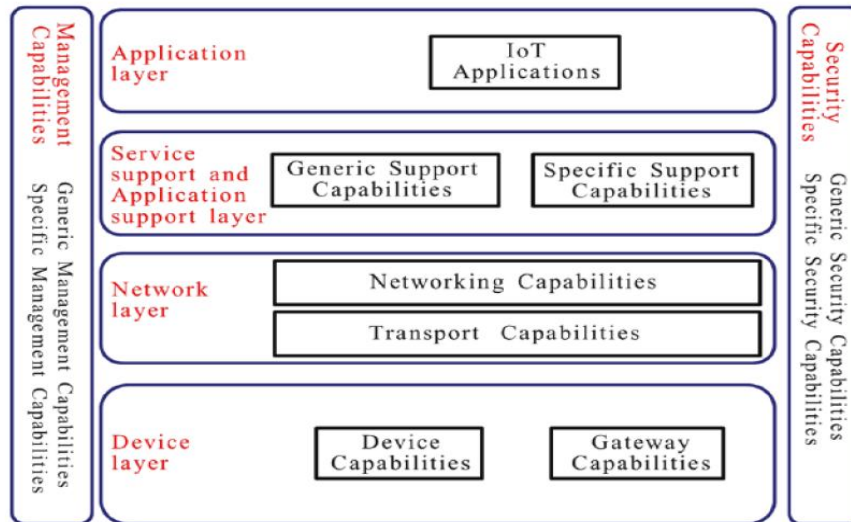 Management
Capabilities
Generic Management Capabilities
Specific Management Capabilities
Application
layer
IoT
Applications
Service
support and
Application
support layer
Generic Support
Capabilities
Specific Support
Capabilities
Network
layer
Networking Capabilities
Transport Capabilities
Device
layer
Device
Capabilities
Gateway
Capabilities
Security
Capabilities
Generic Security Capabilities
Specific Security Capabilities